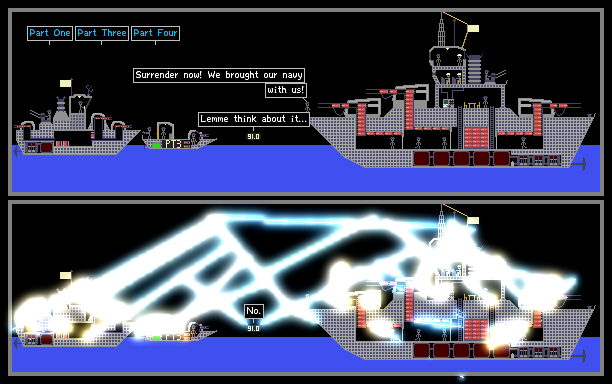 Part One Part Three Part Four
Surrender now! We brought our navy
with us!
Lemme think about it...
91.0
PT3
No.
91.0